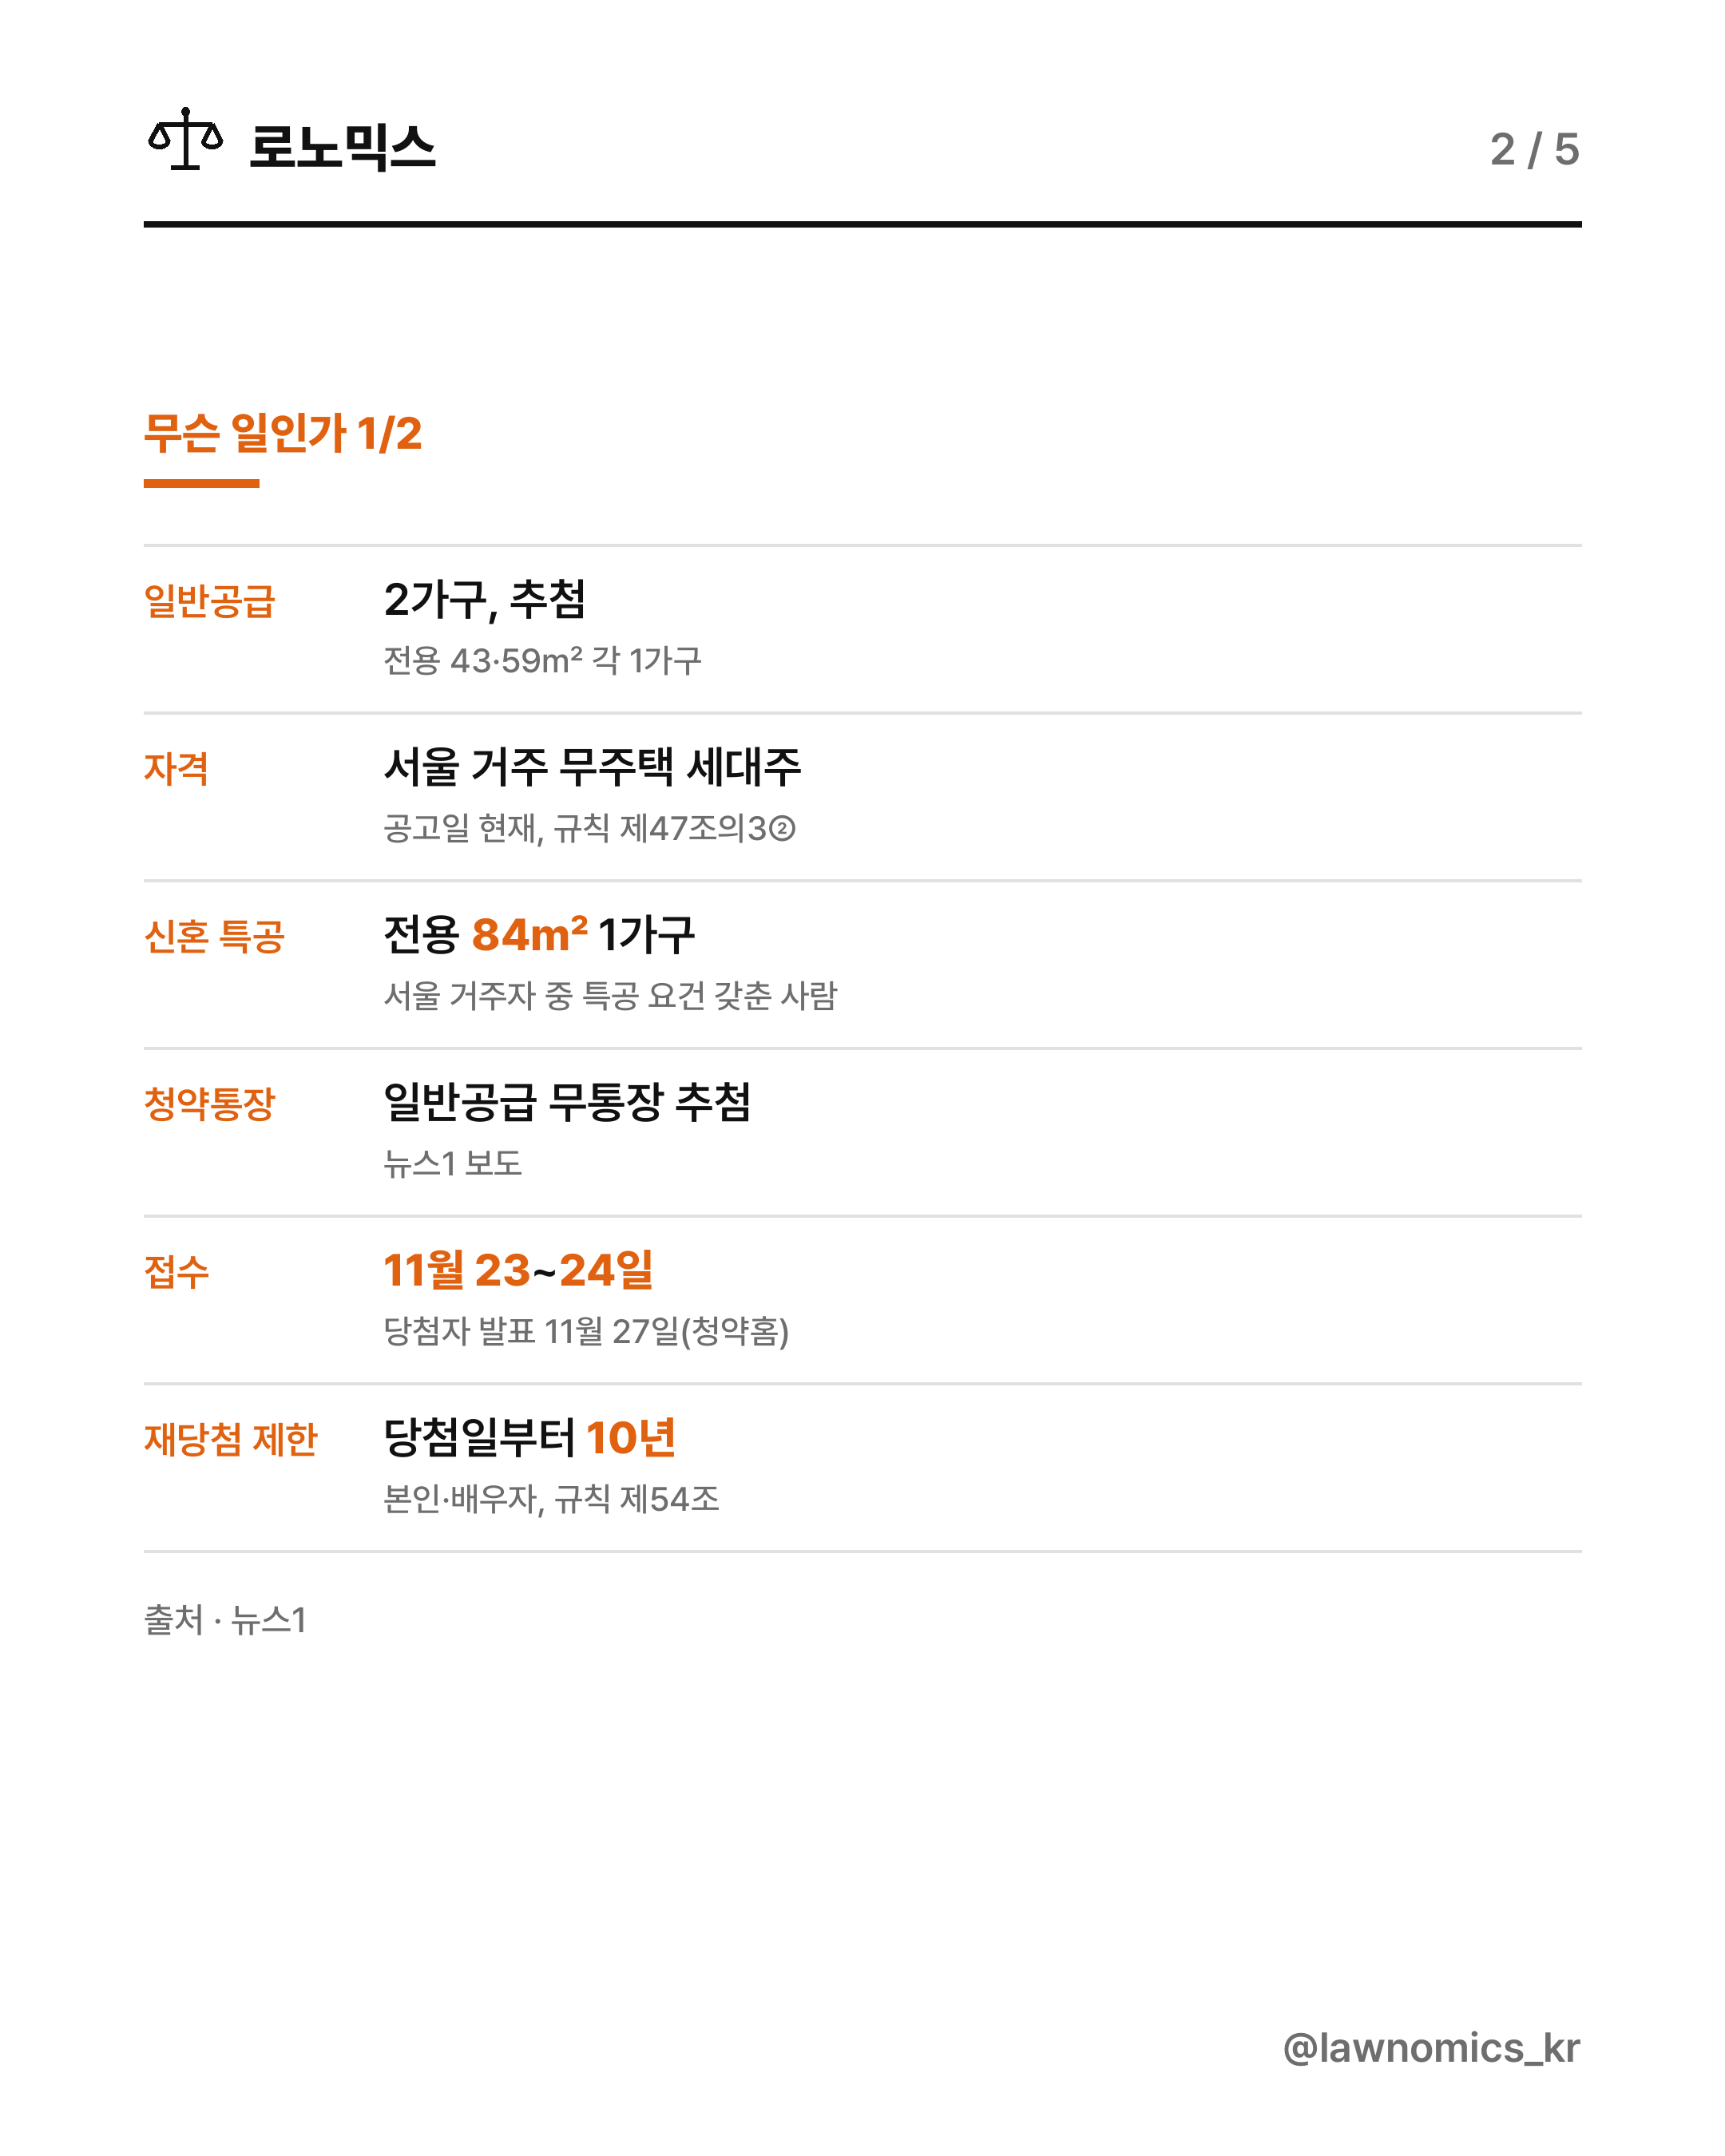 로노믹스
2 / 5
무슨 일인가 1/2
일반공급
2가구, 추첨
전용 43·59m² 각 1가구
자격
서울 거주 무주택 세대주
공고일 현재, 규칙 제47조의3②
신혼 특공
전용 84m² 1가구
서울 거주자 중 특공 요건 갖춘 사람
청약통장
일반공급 무통장 추첨
뉴스1 보도
접수
11월 23~24일
당첨자 발표 11월 27일(청약홈)
재당첨 제한
당첨일부터 10년
본인·배우자, 규칙 제54조
출처 · 뉴스1
@lawnomics_kr